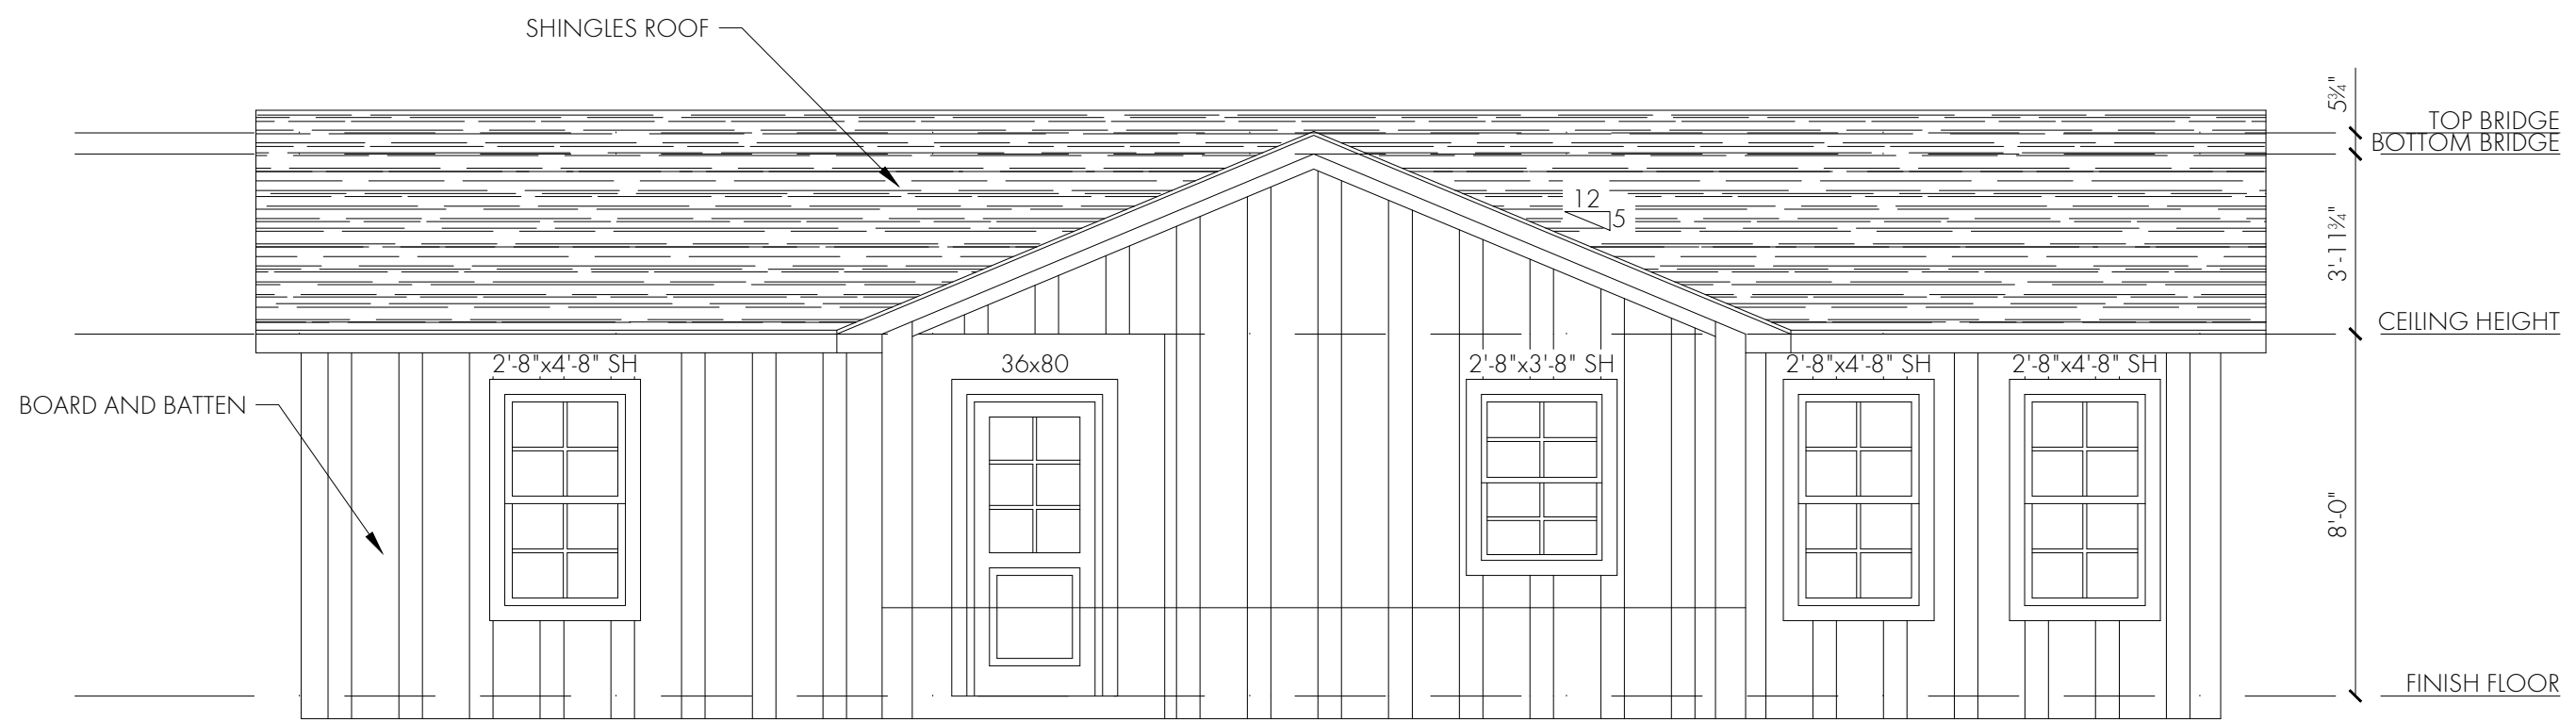 SHINGLES ROOF
5¾"
TOP BRIDGE
BOTTOM BRIDGE
12
5
3'-11¾"
CEILING HEIGHT
2'-8"x4'-8" SH
36x80
2'-8"x3'-8" SH
2'-8"x4'-8" SH
2'-8"x4'-8" SH
BOARD AND BATTEN
8'-0"
FINISH FLOOR